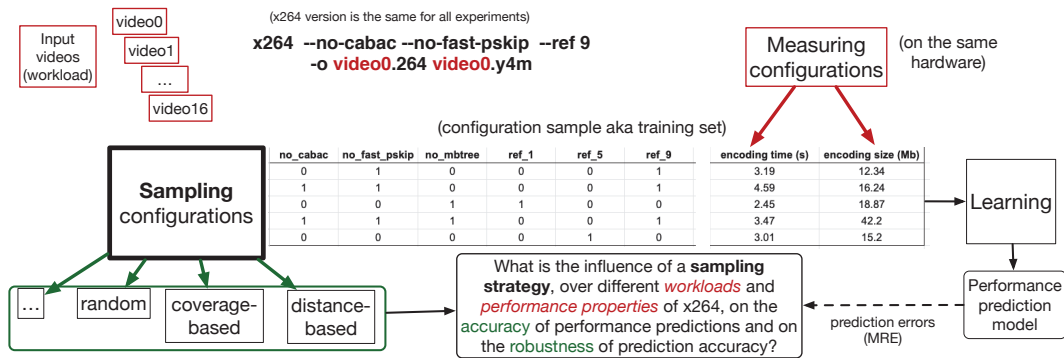 Input
videos
(workload)
video0
video1
...
video16
(x264 version is the same for all experiments)
x264 --no-cabac --no-fast-pskip --ref 9
-o video0.264 video0.y4m
Measuring
configurations
(on the same
hardware)
(configuration sample aka training set)
Sampling
configurations
no_cabac no_fast_pskip no_mbtree ref_1 ref_5 ref_9 encoding time (s) encoding size (Mb)
0 1 0 0 0 1 3.19 12.34
1 1 0 0 0 1 4.59 16.24
0 1 1 1 0 0 2.45 18.87
1 1 1 0 0 1 3.47 42.2
0 0 0 0 1 0 3.01 15.2
Learning
...
random
coverage-
based
distance-
based
What is the influence of a sampling
strategy, over different workloads and
performance properties of x264, on the
accuracy of performance predictions and on
the robustness of prediction accuracy?
prediction errors
(MRE)
Performance
prediction
model